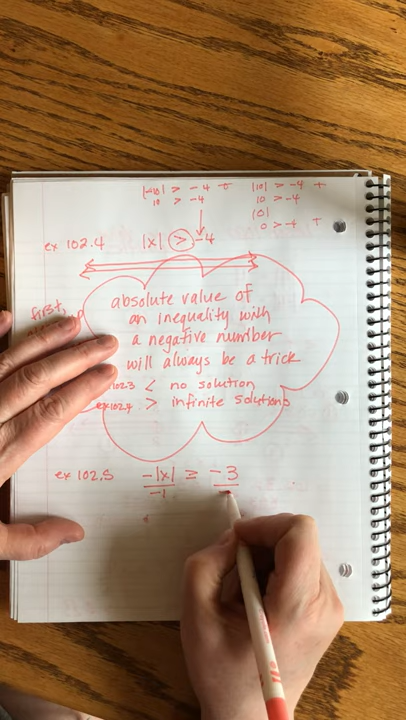 |-10| > -4 t |10| > -4 +
10 > -4 10 > -4
|0|
0 > -4 +
ex 102.4 |x| > -4
first,
absolute value of
an inequality with
a negative number
will always be a trick
102.3 < no solution
ex 102.4 > infinite solutions
ex 102.5 -|x| ≥ -3
-1